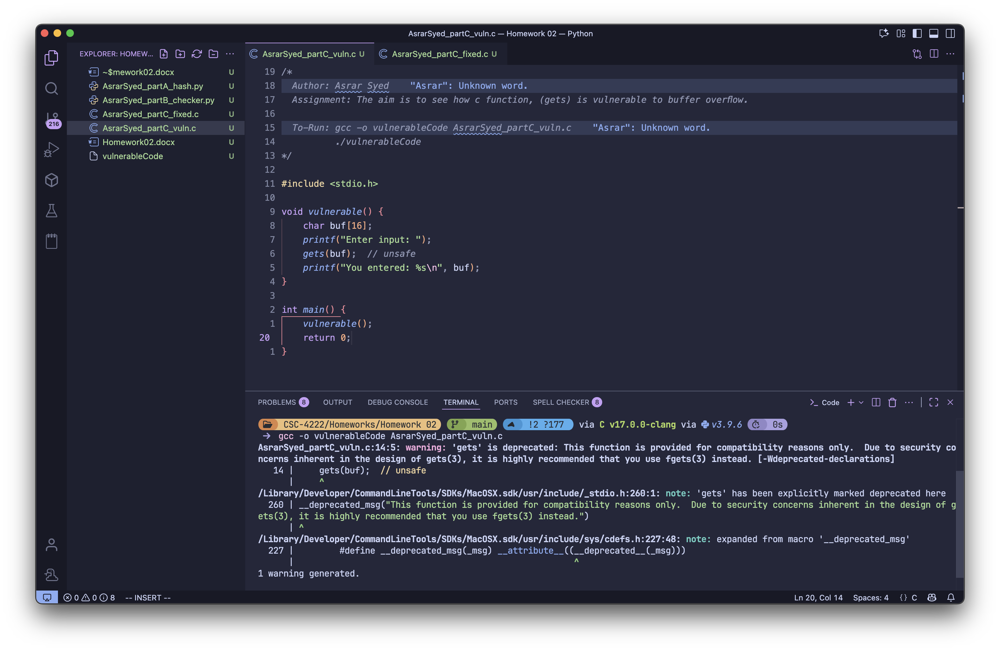 AsrarSyed_partC_vuln.c — Homework 02 — Python
EXPLORER: HOMEW...
~$mework02.docx U
AsrarSyed_partA_hash.py U
AsrarSyed_partB_checker.py U
AsrarSyed_partC_fixed.c U
AsrarSyed_partC_vuln.c U
Homework02.docx U
vulnerableCode U
216
AsrarSyed_partC_vuln.c U
AsrarSyed_partC_fixed.c U
19 /*
18 Author: Asrar Syed "Asrar": Unknown word.
17 Assignment: The aim is to see how c function, (gets) is vulnerable to buffer overflow.
16
15 To-Run: gcc -o vulnerableCode AsrarSyed_partC_vuln.c "Asrar": Unknown word.
14 ./vulnerableCode
13 */
12
11 #include <stdio.h>
10
9 void vulnerable() {
8 char buf[16];
7 printf("Enter input: ");
6 gets(buf); // unsafe
5 printf("You entered: %s\n", buf);
4 }
3
2 int main() {
1 vulnerable();
20 return 0;
1 }
PROBLEMS 8 OUTPUT DEBUG CONSOLE TERMINAL PORTS SPELL CHECKER 8
Code
CSC-4222/Homeworks/Homework 02 main !2 ?177 via C v17.0.0-clang via v3.9.6 0s
→ gcc -o vulnerableCode AsrarSyed_partC_vuln.c
AsrarSyed_partC_vuln.c:14:5: warning: 'gets' is deprecated: This function is provided for compatibility reasons only.  Due to security co
ncerns inherent in the design of gets(3), it is highly recommended that you use fgets(3) instead. [-Wdeprecated-declarations]
14 | gets(buf); // unsafe
| ^
/Library/Developer/CommandLineTools/SDKs/MacOSX.sdk/usr/include/_stdio.h:260:1: note: 'gets' has been explicitly marked deprecated here
260 | __deprecated_msg("This function is provided for compatibility reasons only.  Due to security concerns inherent in the design of g
ets(3), it is highly recommended that you use fgets(3) instead.")
| ^
/Library/Developer/CommandLineTools/SDKs/MacOSX.sdk/usr/include/sys/cdefs.h:227:48: note: expanded from macro '__deprecated_msg'
227 | #define __deprecated_msg(_msg) __attribute__((__deprecated__(_msg)))
| ^
1 warning generated.
0 0 8 -- INSERT --
Ln 20, Col 14 Spaces: 4 {} C